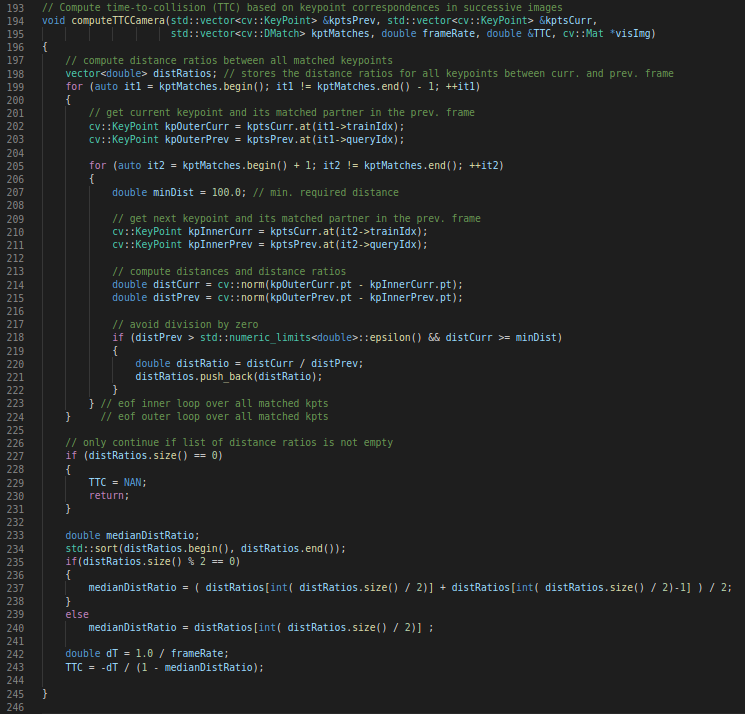 193 // Compute time-to-collision (TTC) based on keypoint correspondences in successive images
194 void computeTTCCamera(std::vector<cv::KeyPoint> &kptsPrev, std::vector<cv::KeyPoint> &kptsCurr,
195                       std::vector<cv::DMatch> kptMatches, double frameRate, double &TTC, cv::Mat *visImg)
196 {
197     // compute distance ratios between all matched keypoints
198     vector<double> distRatios; // stores the distance ratios for all keypoints between curr. and prev. frame
199     for (auto it1 = kptMatches.begin(); it1 != kptMatches.end() - 1; ++it1)
200     {
201         // get current keypoint and its matched partner in the prev. frame
202         cv::KeyPoint kpOuterCurr = kptsCurr.at(it1->trainIdx);
203         cv::KeyPoint kpOuterPrev = kptsPrev.at(it1->queryIdx);
204
205         for (auto it2 = kptMatches.begin() + 1; it2 != kptMatches.end(); ++it2)
206         {
207             double minDist = 100.0; // min. required distance
208
209             // get next keypoint and its matched partner in the prev. frame
210             cv::KeyPoint kpInnerCurr = kptsCurr.at(it2->trainIdx);
211             cv::KeyPoint kpInnerPrev = kptsPrev.at(it2->queryIdx);
212
213             // compute distances and distance ratios
214             double distCurr = cv::norm(kpOuterCurr.pt - kpInnerCurr.pt);
215             double distPrev = cv::norm(kpOuterPrev.pt - kpInnerPrev.pt);
216
217             // avoid division by zero
218             if (distPrev > std::numeric_limits<double>::epsilon() && distCurr >= minDist)
219             {
220                 double distRatio = distCurr / distPrev;
221                 distRatios.push_back(distRatio);
222             }
223         } // eof inner loop over all matched kpts
224     }     // eof outer loop over all matched kpts
225
226     // only continue if list of distance ratios is not empty
227     if (distRatios.size() == 0)
228     {
229         TTC = NAN;
230         return;
231     }
232
233     double medianDistRatio;
234     std::sort(distRatios.begin(), distRatios.end());
235     if(distRatios.size() % 2 == 0)
236     {
237         medianDistRatio = ( distRatios[int( distRatios.size() / 2)] + distRatios[int( distRatios.size() / 2)-1] ) / 2;
238     }
239     else
240         medianDistRatio = distRatios[int( distRatios.size() / 2)] ;
241
242     double dT = 1.0 / frameRate;
243     TTC = -dT / (1 - medianDistRatio);
244
245 }
246